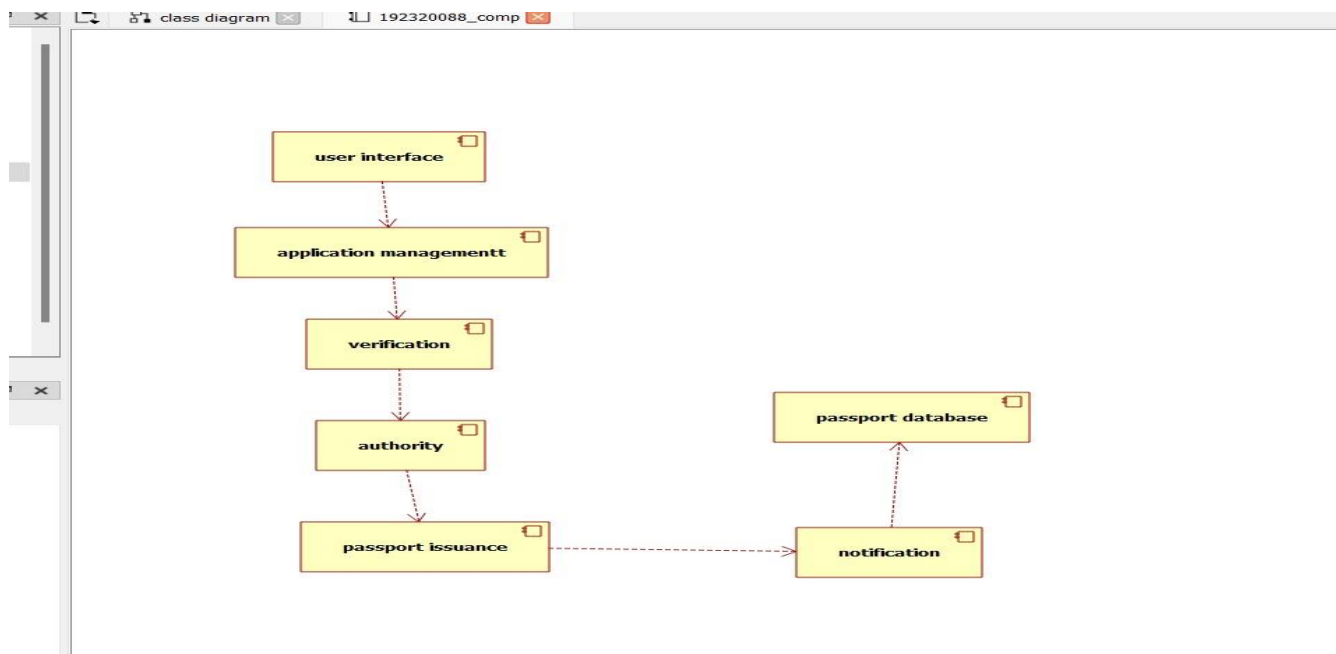 class diagram
192320088_comp
user interface
application managementt
verification
authority
passport issuance
passport database
notification